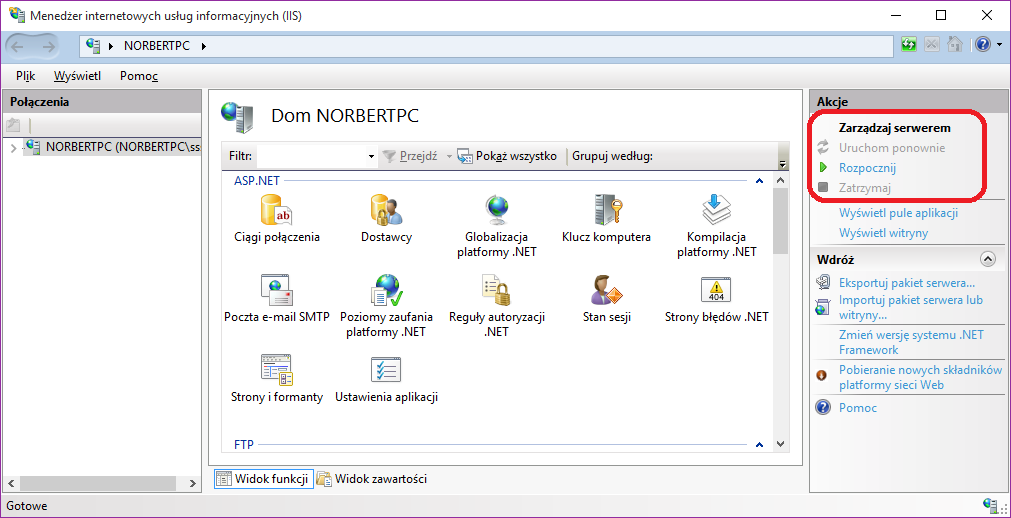 Menedżer internetowych usług informacyjnych (IIS)
NORBERTPC
Plik Wyświetl Pomoc
Połączenia
NORBERTPC (NORBERTPC\ss
Dom NORBERTPC
Filtr: Przejdź Pokaż wszystko Grupuj według:
ASP.NET
Ciągi połączenia
Dostawcy
Globalizacja
platformy .NET
Klucz komputera
Kompilacja
platformy .NET
Poczta e-mail SMTP
Poziomy zaufania
platformy .NET
Reguły autoryzacji
.NET
Stan sesji
404
Strony błędów .NET
Strony i formanty
Ustawienia aplikacji
FTP
Widok funkcji Widok zawartości
Akcje
Zarządzaj serwerem
Uruchom ponownie
Rozpocznij
Zatrzymaj
Wyświetl pule aplikacji
Wyświetl witryny
Wdróż
Eksportuj pakiet serwera...
Importuj pakiet serwera lub
witryny...
Zmień wersję systemu .NET
Framework
Pobieranie nowych składników
platformy sieci Web
Pomoc
Gotowe